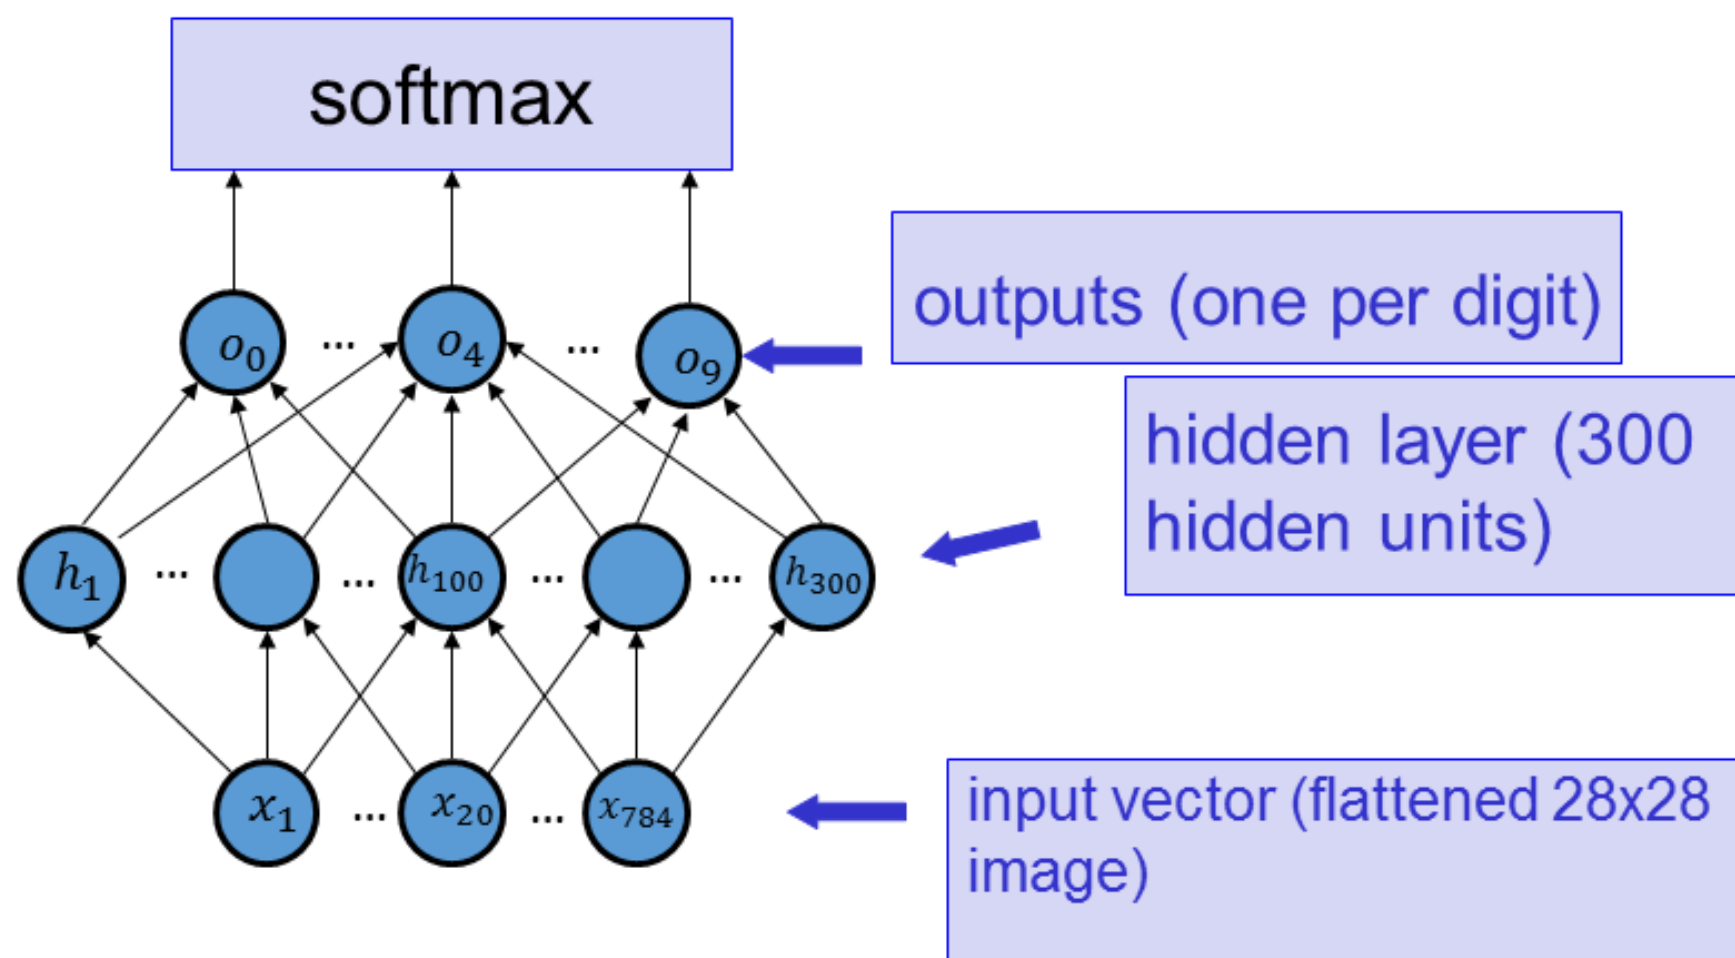 softmax
outputs (one per digit)
o₀ ... o₄ ... o₉
hidden layer (300
hidden units)
h₁ ... ... h₁₀₀ ... ... h₃₀₀
input vector (flattened 28x28
image)
x₁ ... x₂₀ ... x₇₈₄